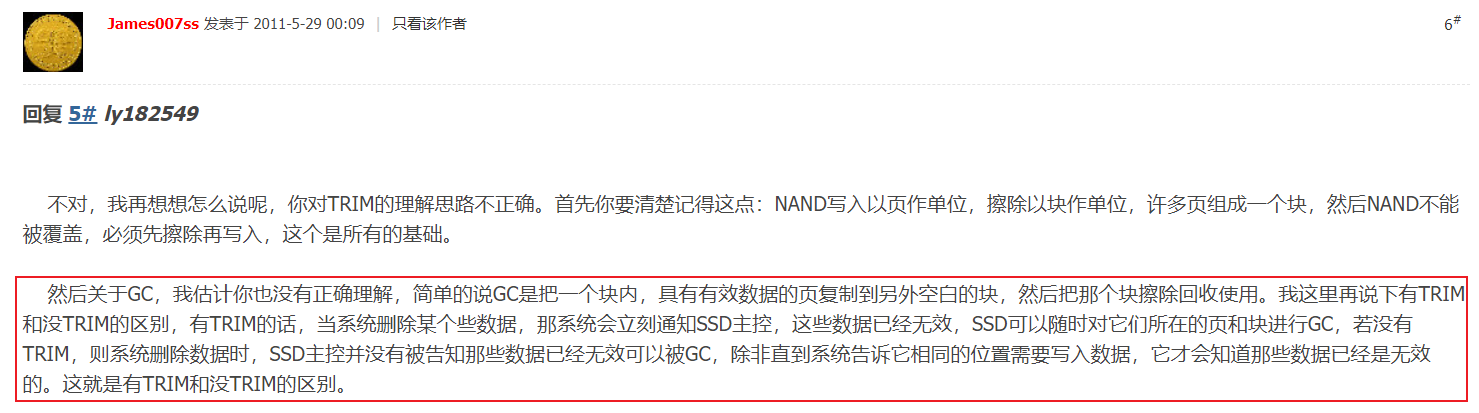 James007ss 发表于 2011-5-29 00:09 | 只看该作者
6#
回复 5# ly182549
不对，我再想想怎么说呢，你对TRIM的理解思路不正确。首先你要清楚记得这点：NAND写入以页作单位，擦除以块作单位，许多页组成一个块，然后NAND不能
被覆盖，必须先擦除再写入，这个是所有的基础。
然后关于GC，我估计你也没有正确理解，简单的说GC是把一个块内，具有有效数据的页复制到另外空白的块，然后把那个块擦除回收使用。我这里再说下有TRIM
和没TRIM的区别，有TRIM的话，当系统删除某个些数据，那系统会立刻通知SSD主控，这些数据已经无效，SSD可以随时对它们所在的页和块进行GC，若没有
TRIM，则系统删除数据时，SSD主控并没有被告知那些数据已经无效可以被GC，除非直到系统告诉它相同的位置需要写入数据，它才会知道那些数据已经是无效
的。这就是有TRIM和没TRIM的区别。